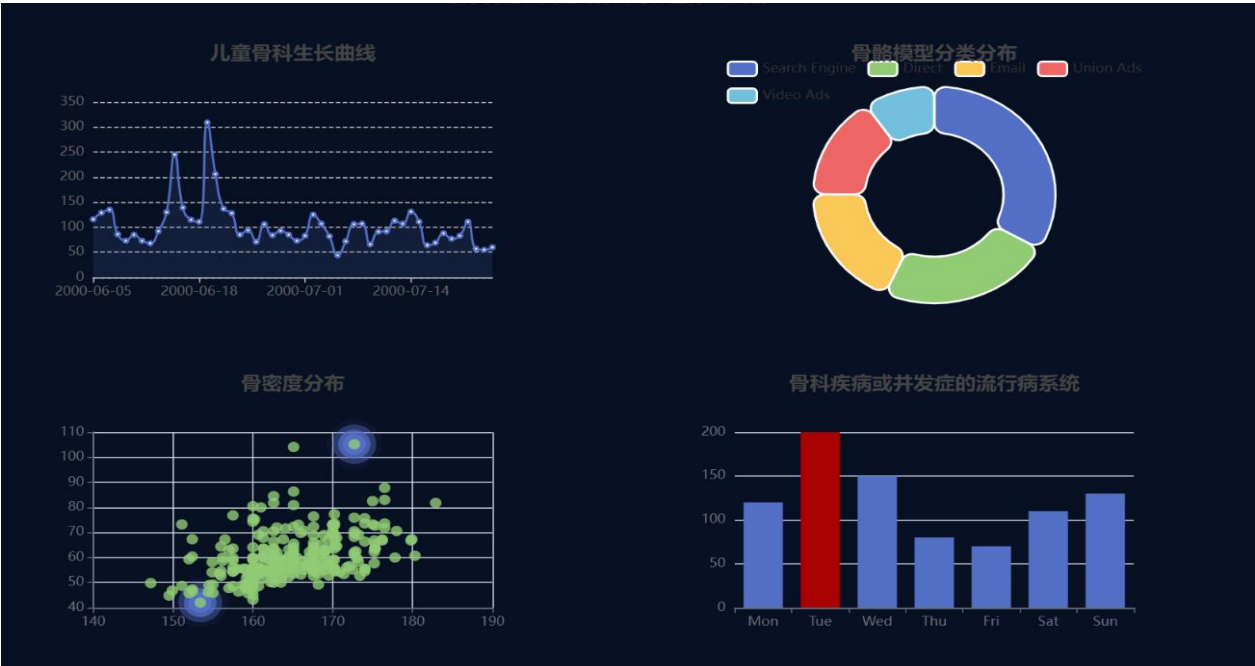 儿童骨科生长曲线
350
300
250
200
150
100
50
0
2000-06-05 2000-06-18 2000-07-01 2000-07-14
骨骼模型分类分布
Search Engine Direct Email Union Ads
Video Ads
骨密度分布
110
100
90
80
70
60
50
40
140 150 160 170 180 190
骨科疾病或并发症的流行病系统
200
150
100
50
0
Mon Tue Wed Thu Fri Sat Sun